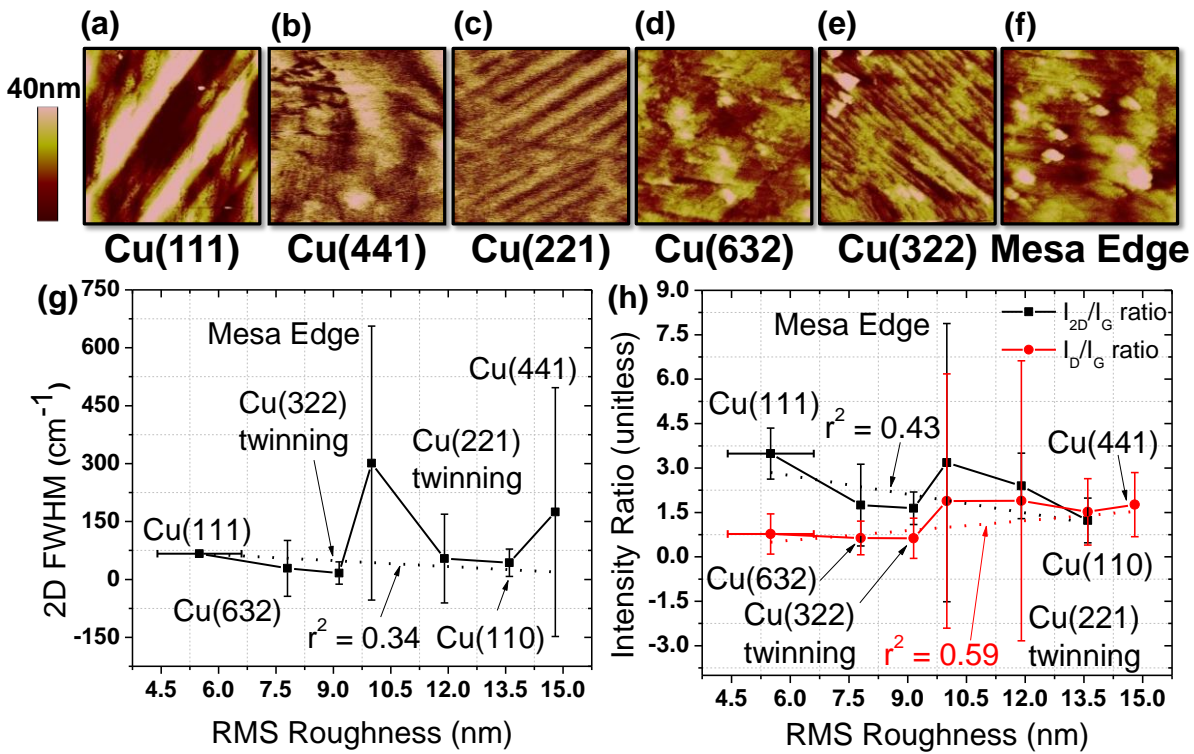 (a) (b) (c) (d) (e) (f)
40nm
Cu(111) Cu(441) Cu(221) Cu(632) Cu(322) Mesa Edge
(g)
750
600
450
300
150
0
-150
2D FWHM (cm⁻¹)
Mesa Edge
Cu(441)
Cu(322)
twinning
Cu(221)
twinning
Cu(111)
Cu(632)
r² = 0.34
Cu(110)
4.5 6.0 7.5 9.0 10.5 12.0 13.5 15.0
RMS Roughness (nm)
(h)
9.0
7.5
6.0
4.5
3.0
1.5
0.0
-1.5
-3.0
Intensity Ratio (unitless)
Mesa Edge
I2D/IG ratio
ID/IG ratio
Cu(111)
r² = 0.43
Cu(441)
Cu(632)
Cu(110)
Cu(322)
twinning
Cu(221)
twinning
r² = 0.59
4.5 6.0 7.5 9.0 10.5 12.0 13.5 15.0
RMS Roughness (nm)